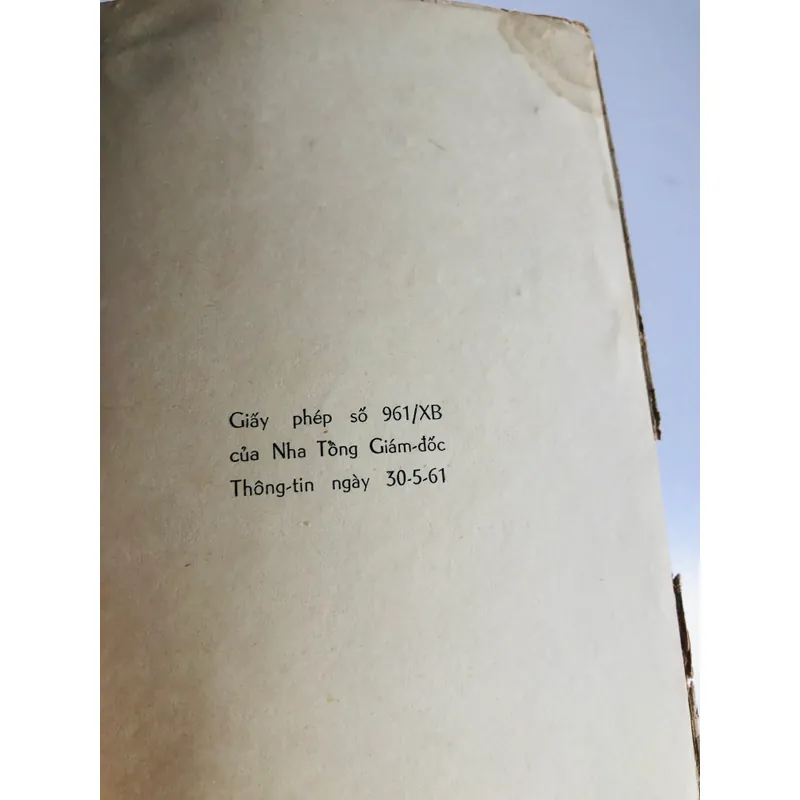 Giấy phép số 961/XB
của Nha Tổng Giám-đốc
Thông-tin ngày 30-5-61